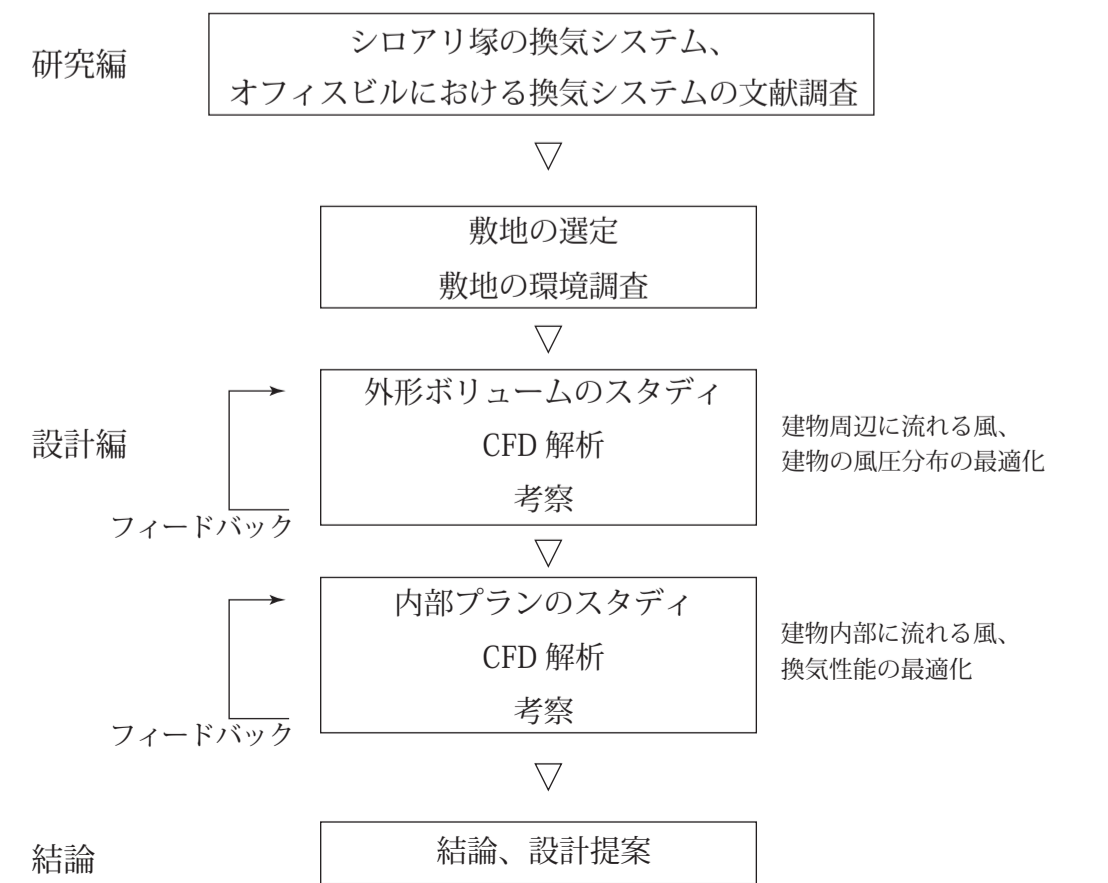 研究編
シロアリ塚の換気システム、
オフィスビルにおける換気システムの文献調査
▽
敷地の選定
敷地の環境調査
▽
設計編
外形ボリュームのスタディ
CFD 解析
考察
フィードバック
建物周辺に流れる風、
建物の風圧分布の最適化
▽
内部プランのスタディ
CFD 解析
考察
フィードバック
建物内部に流れる風、
換気性能の最適化
▽
結論
結論、設計提案